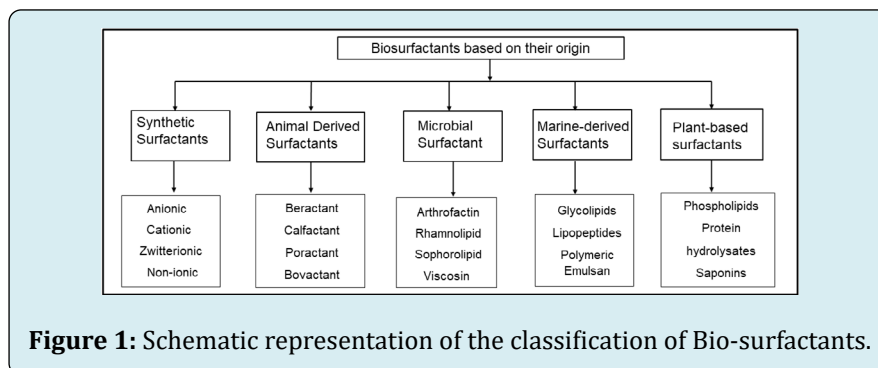 Biosurfactants based on their origin
Synthetic
Surfactants
Animal Derived
Surfactants
Microbial
Surfactant
Marine-derived
Surfactants
Plant-based
surfactants
Anionic
Cationic
Zwitterionic
Non-ionic
Beractant
Calfactant
Poractant
Bovactant
Arthrofactin
Rhamnolipid
Sophorolipid
Viscosin
Glycolipids
Lipopeptides
Polymeric
Emulsan
Phospholipids
Protein
hydrolysates
Saponins
Figure 1: Schematic representation of the classification of Bio-surfactants.